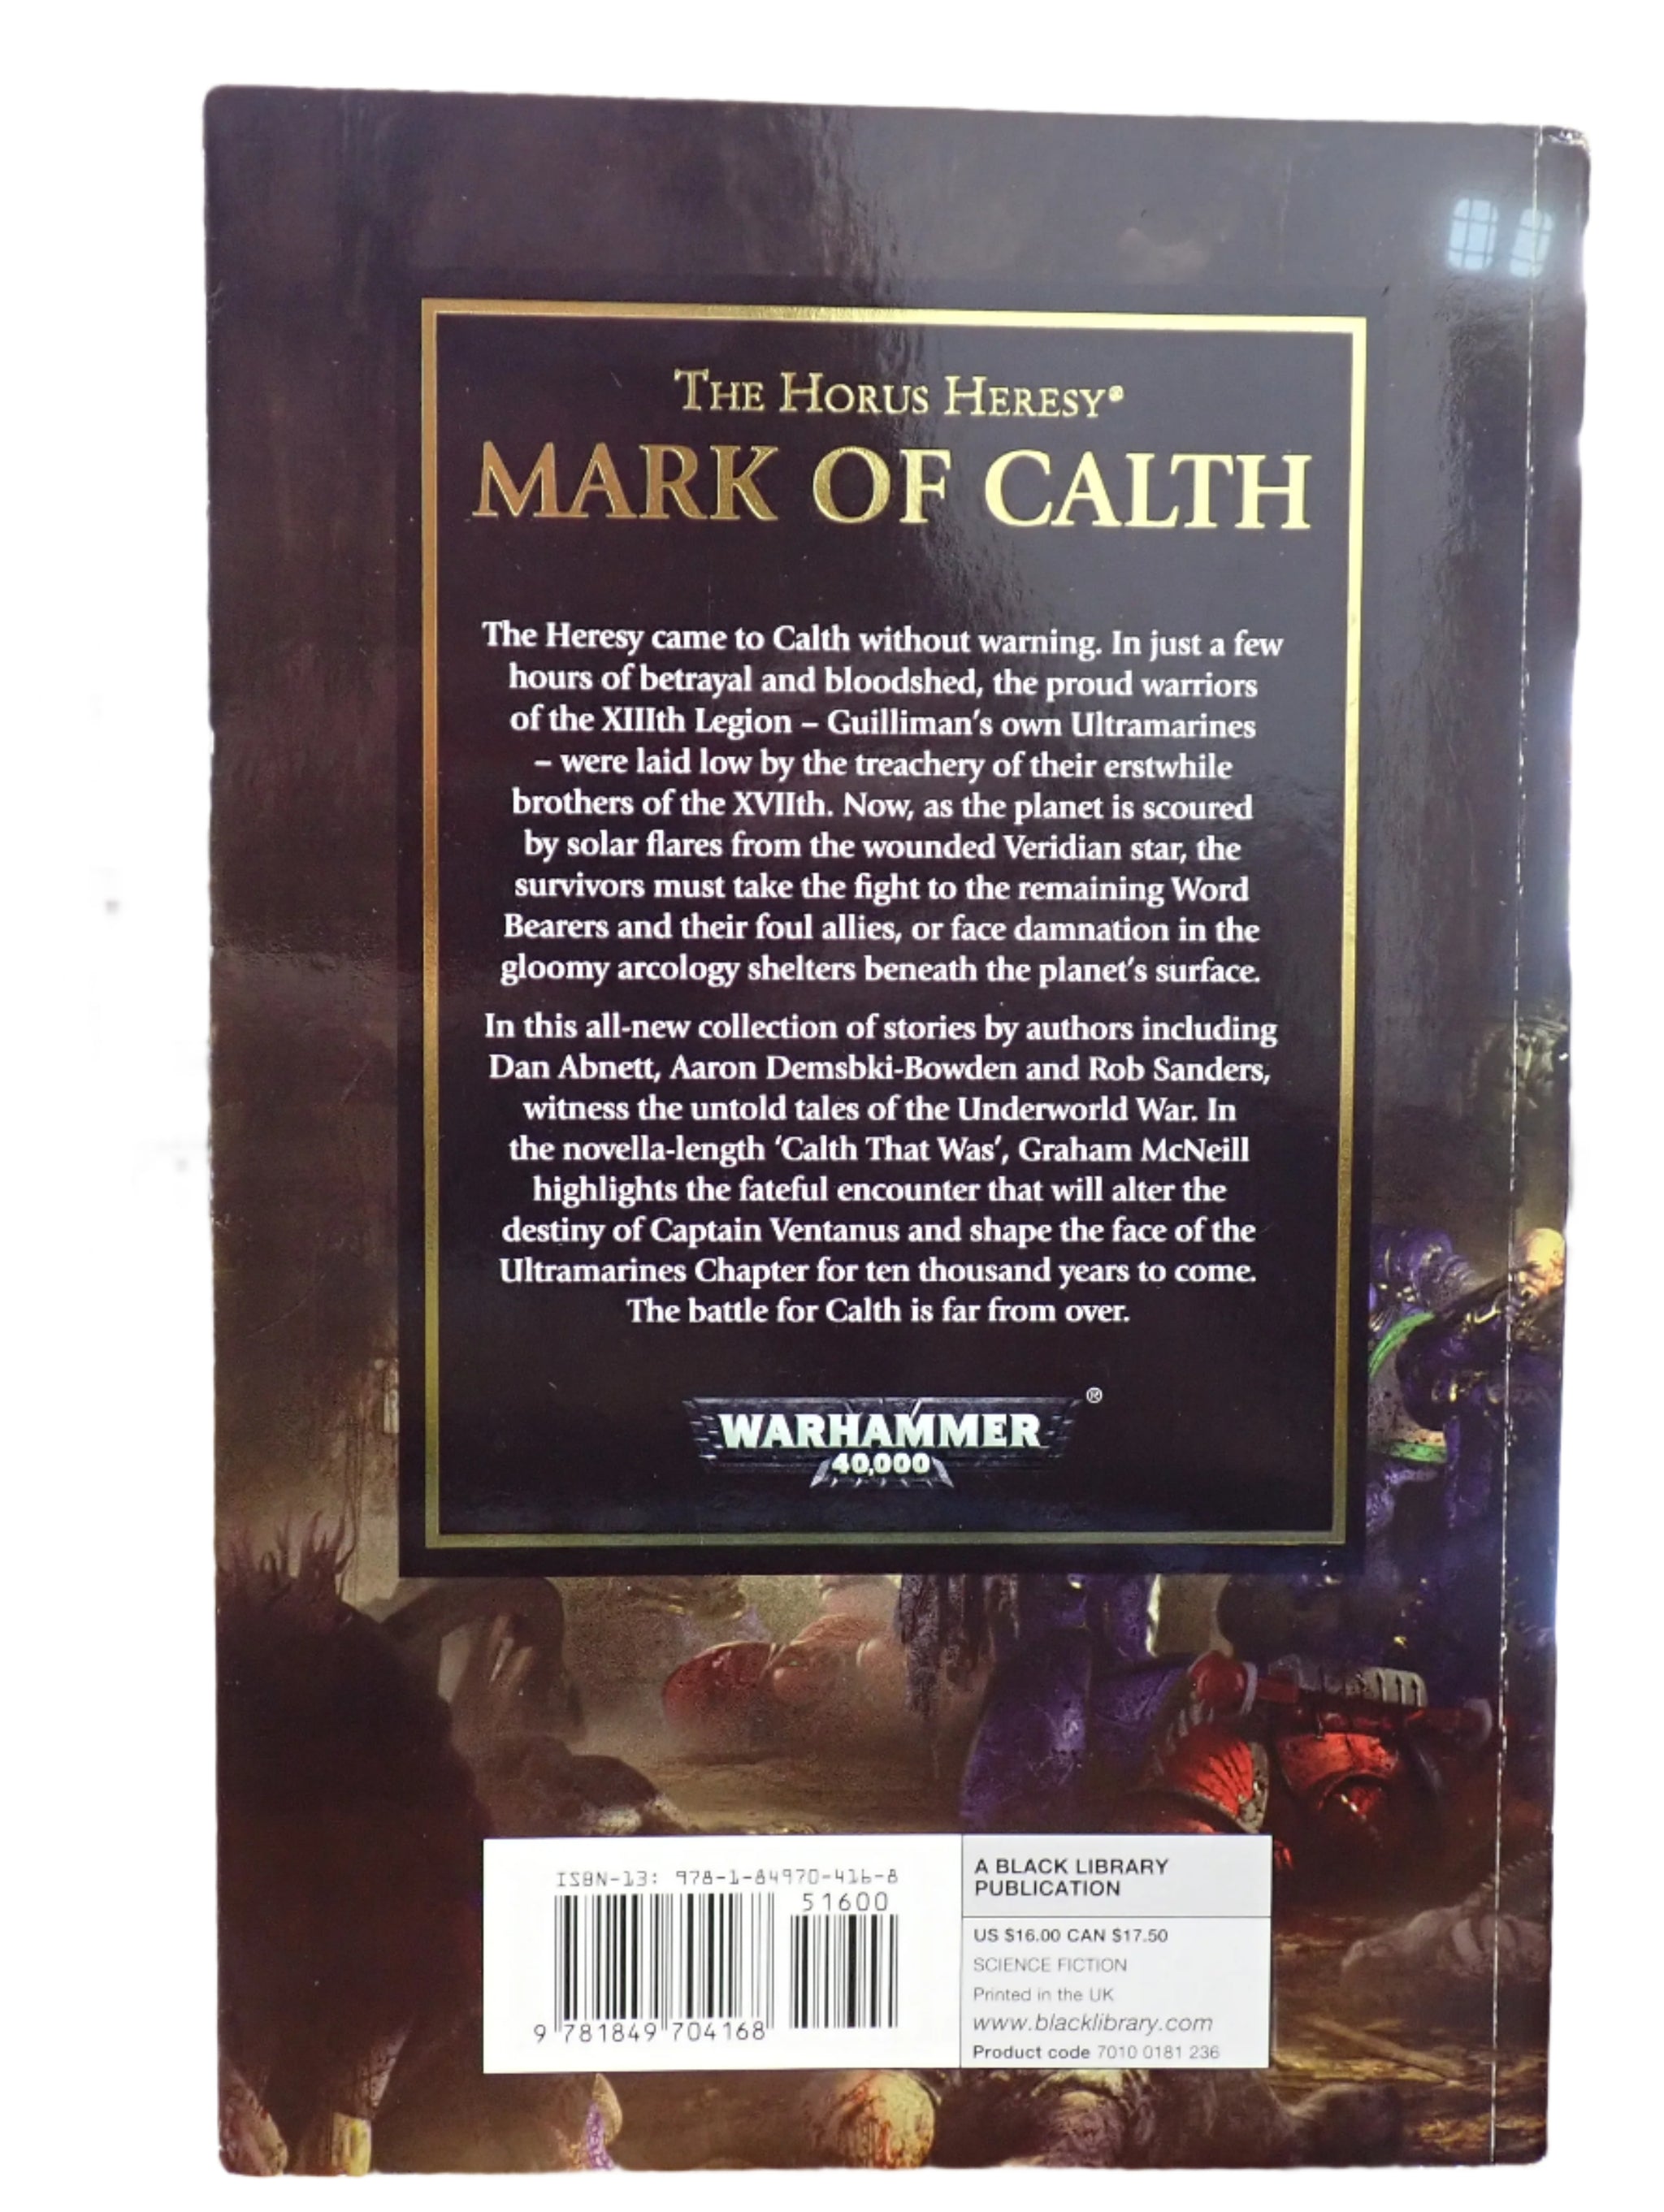 THE HORUS HERESY®
MARK OF CALTH
The Heresy came to Calth without warning. In just a few
hours of betrayal and bloodshed, the proud warriors
of the XIIIth Legion – Guilliman's own Ultramarines
– were laid low by the treachery of their erstwhile
brothers of the XVIIth. Now, as the planet is scoured
by solar flares from the wounded Veridian star, the
survivors must take the fight to the remaining Word
Bearers and their foul allies, or face damnation in the
gloomy arcology shelters beneath the planet's surface.
In this all-new collection of stories by authors including
Dan Abnett, Aaron Demsbki-Bowden and Rob Sanders,
witness the untold tales of the Underworld War. In
the novella-length 'Calth That Was', Graham McNeill
highlights the fateful encounter that will alter the
destiny of Captain Ventanus and shape the face of the
Ultramarines Chapter for ten thousand years to come.
The battle for Calth is far from over.
WARHAMMER®
40,000
ISBN-13: 978-1-84970-416-8
51600
9 781849 704168
A BLACK LIBRARY
PUBLICATION
US $16.00 CAN $17.50
SCIENCE FICTION
Printed in the UK
www.blacklibrary.com
Product code 7010 0181 236